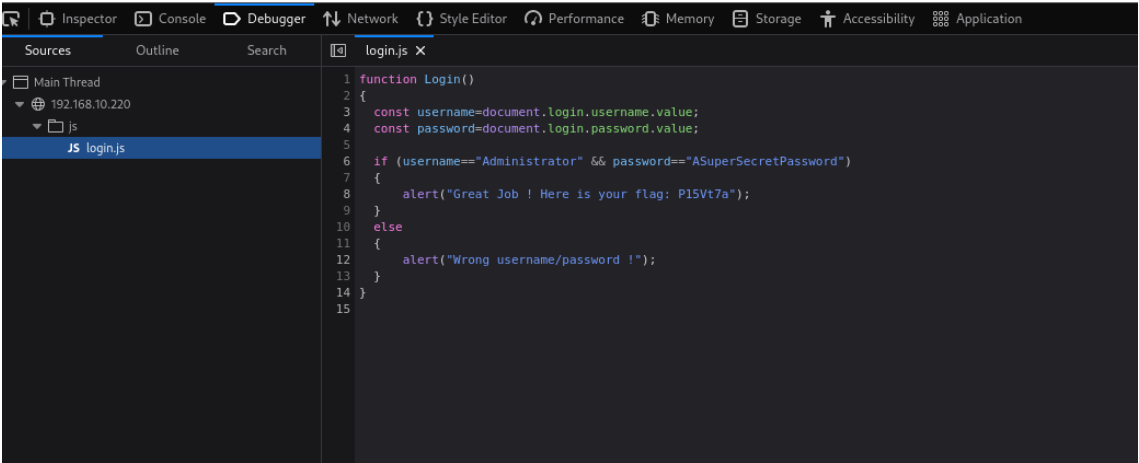 Inspector Console Debugger Network {} Style Editor Performance Memory Storage Accessibility Application
Sources Outline Search
Main Thread
192.168.10.220
js
JS login.js
login.js
1 function Login()
2 {
3 const username=document.login.username.value;
4 const password=document.login.password.value;
5
6 if (username=="Administrator" && password=="ASuperSecretPassword")
7 {
8 alert("Great Job ! Here is your flag: P15Vt7a");
9 }
10 else
11 {
12 alert("Wrong username/password !");
13 }
14 }
15